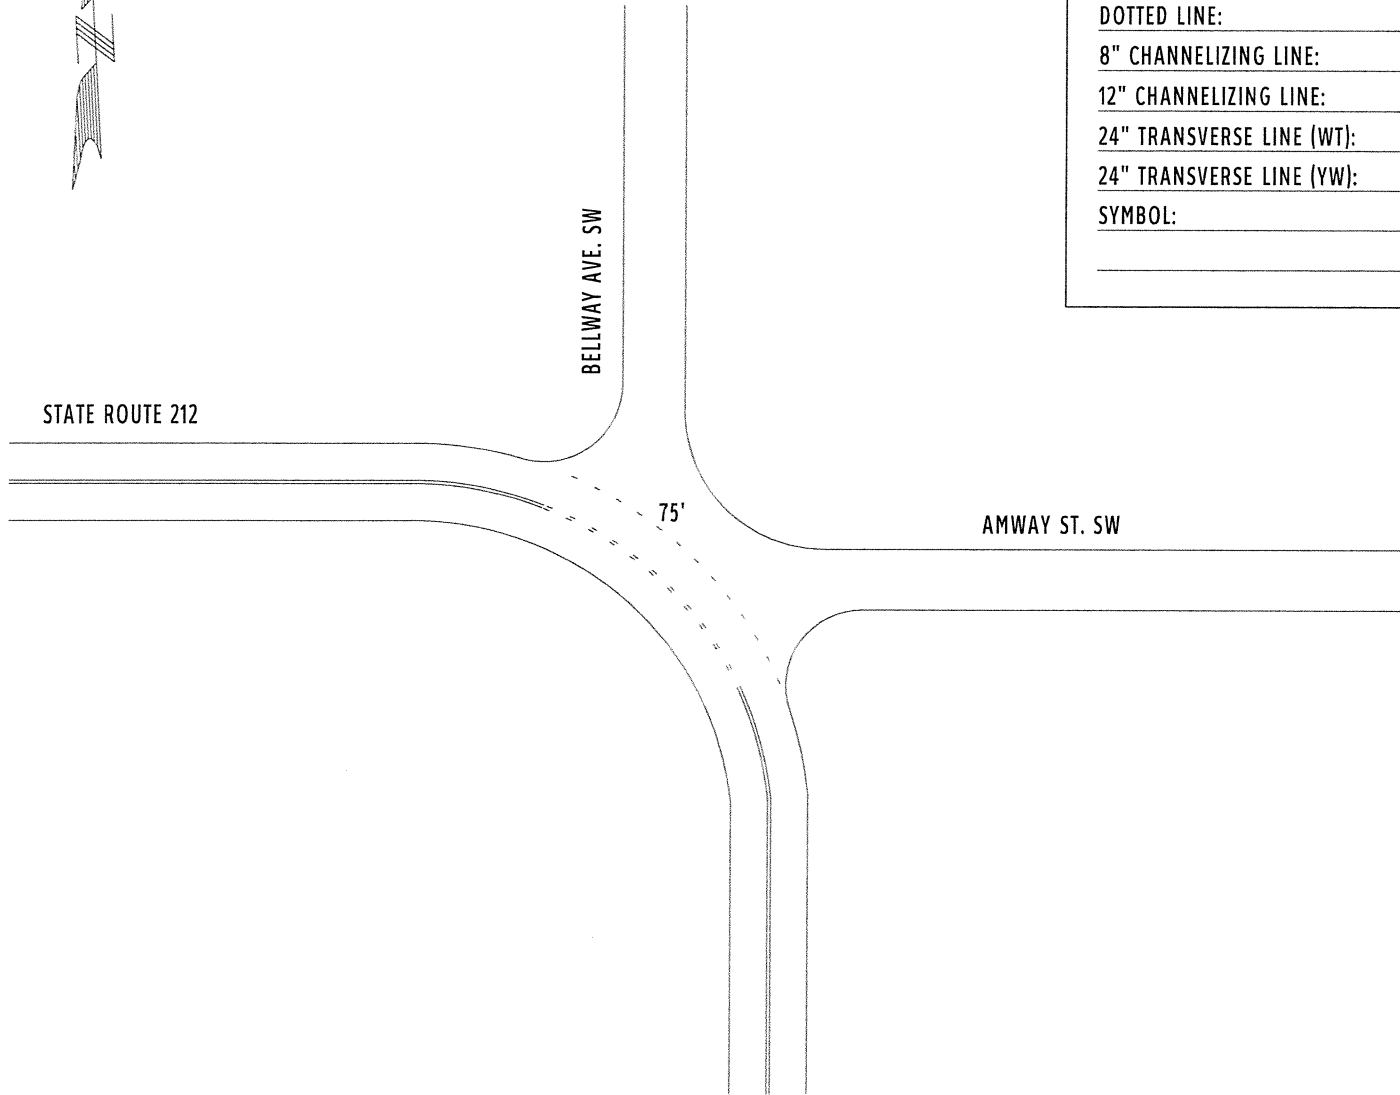 DOTTED LINE:
8" CHANNELIZING LINE:
12" CHANNELIZING LINE:
24" TRANSVERSE LINE (WT):
24" TRANSVERSE LINE (YW):
SYMBOL:
BELLWAY AVE. SW
STATE ROUTE 212
75'
AMWAY ST. SW